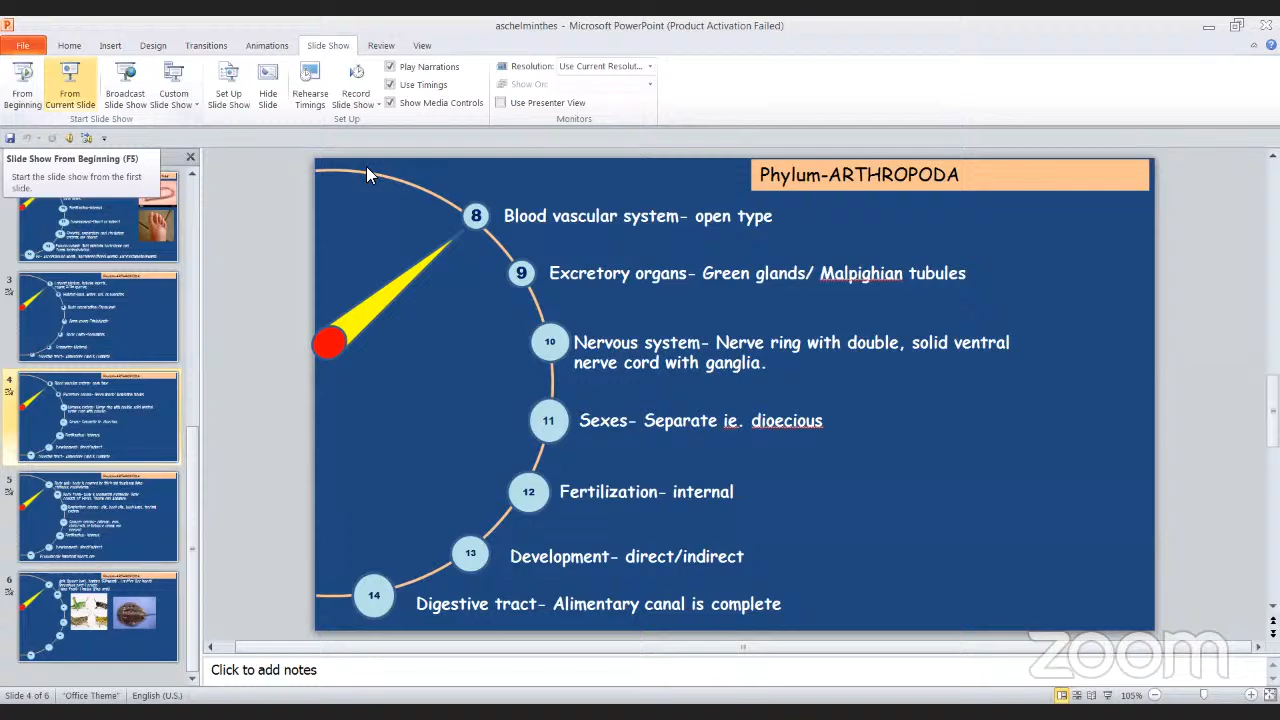 aschelminthes - Microsoft PowerPoint (Product Activation Failed)
File Home Insert Design Transitions Animations Slide Show Review View
From Beginning
From Current Slide
Broadcast Slide Show
Custom Slide Show
Start Slide Show
Set Up Slide Show
Hide Slide
Rehearse Timings
Record Slide Show
Play Narrations
Use Timings
Show Media Controls
Set Up
Resolution: Use Current Resolut...
Show On:
Use Presenter View
Monitors
Slide Show From Beginning (F5)
Start the slide show from the first
slide.
3
4
5
6
Phylum-ARTHROPODA
8 Blood vascular system- open type
9 Excretory organs- Green glands/ Malpighian tubules
10 Nervous system- Nerve ring with double, solid ventral
nerve cord with ganglia.
11 Sexes- Separate ie. dioecious
12 Fertilization- internal
13 Development- direct/indirect
14 Digestive tract- Alimentary canal is complete
zoom
Click to add notes
Slide 4 of 6 "Office Theme" English (U.S.) 105%